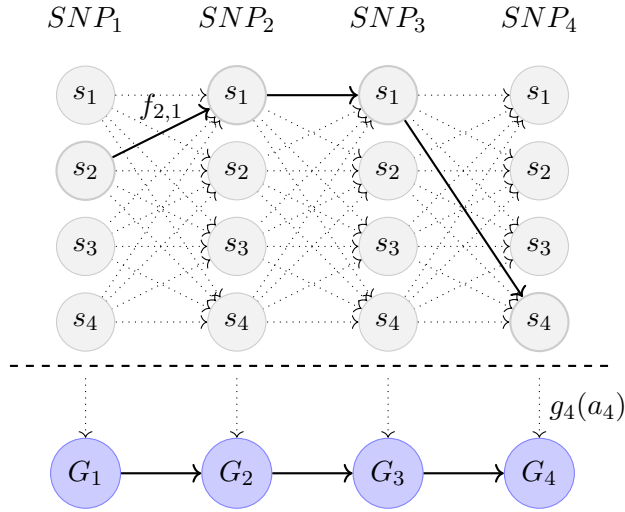 SNP₁ SNP₂ SNP₃ SNP₄
s₁ s₁ s₁ s₁
f₂,₁
s₂ s₂ s₂ s₂
s₃ s₃ s₃ s₃
s₄ s₄ s₄ s₄
g₄(a₄)
G₁ G₂ G₃ G₄